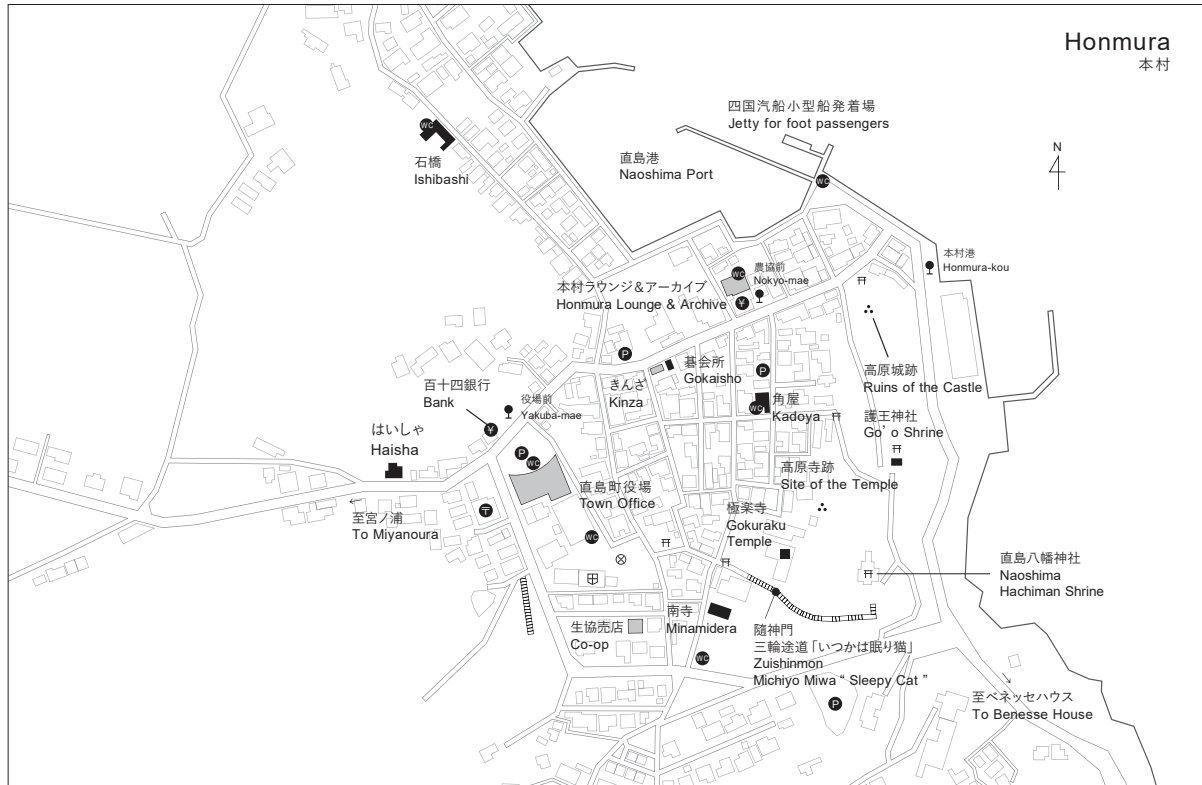 Honmura
本村
四国汽船小型船発着場
Jetty for foot passengers
N
WC
石橋
Ishibashi
直島港
Naoshima Port
WC
本村港
Honmura-kou
農協前
Nokyo-mae
WC
本村ラウンジ&アーカイブ
Honmura Lounge & Archive
¥
P
碁会所
Gokaisho
P
高原城跡
Ruins of the Castle
きんざ
Kinza
百十四銀行
Bank
役場前
Yakuba-mae
¥
WC
角屋
Kadoya
護王神社
Go’o Shrine
はいしゃ
Haisha
P
WC
高原寺跡
Site of the Temple
直島町役場
Town Office
至宮ノ浦
To Miyanoura
〒
極楽寺
Gokuraku
Temple
WC
直島八幡神社
Naoshima
Hachiman Shrine
南寺
Minamidera
生協売店
Co-op
隨神門
三輪途道「いつかは眠り猫」
Zuishinmon
Michiyo Miwa “ Sleepy Cat ”
WC
至ベネッセハウス
To Benesse House
P